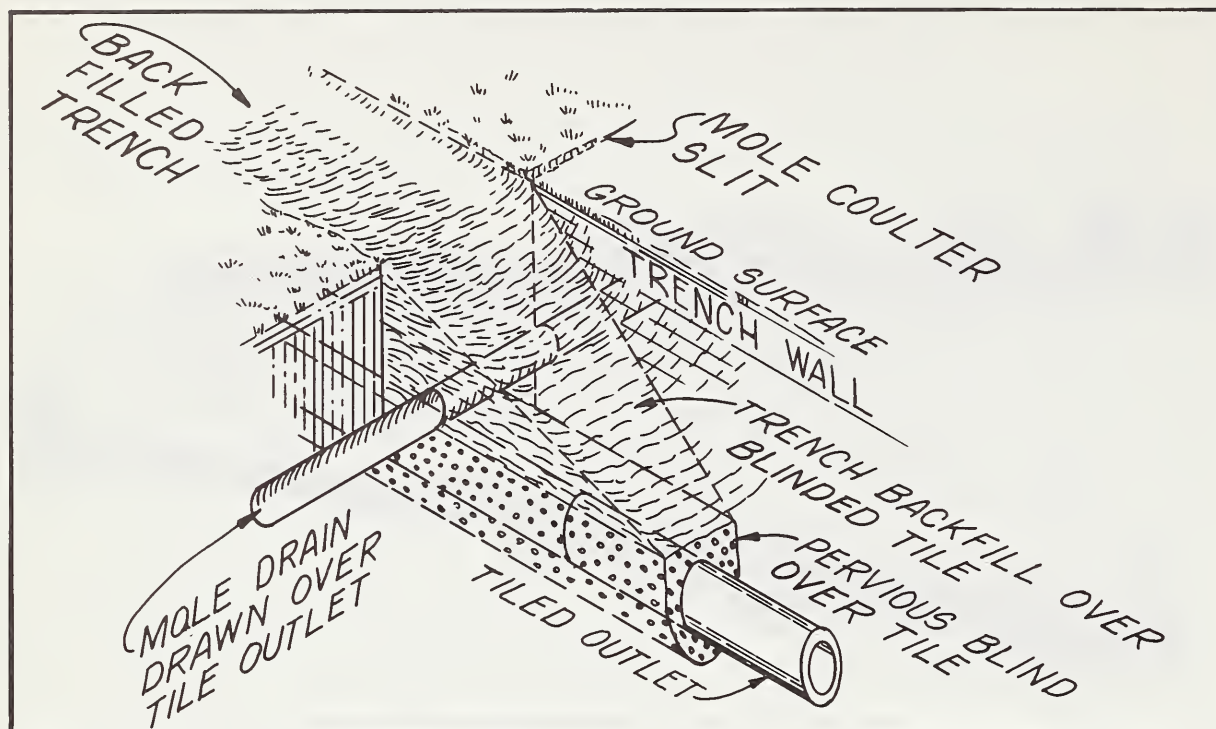 BACK
FILLED
TRENCH
MOLE COULTER
SLIT
GROUND SURFACE
TRENCH WALL
TRENCH BACKFILL OVER
BLINDED TILE
PERVIOUS BLIND
OVER TILE
TILED OUTLET
MOLE DRAIN
DRAWN OVER
TILE OUTLET